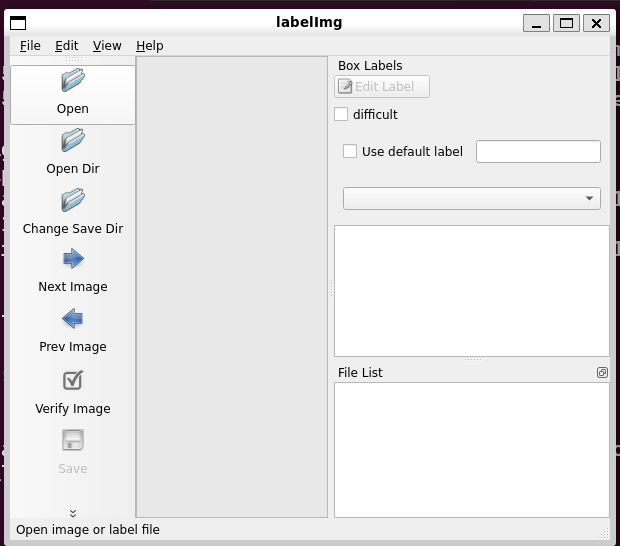 labelImg
File Edit View Help
Open
Open Dir
Change Save Dir
Next Image
Prev Image
Verify Image
Save
Box Labels
Edit Label
difficult
Use default label
File List
Open image or label file